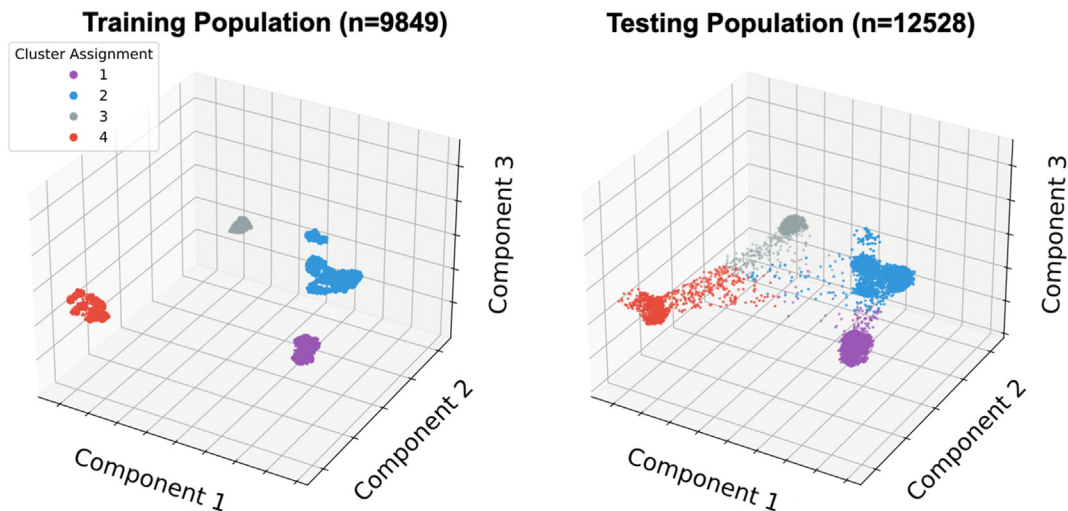 Training Population (n=9849)
Testing Population (n=12528)
Cluster Assignment
1
2
3
4
Component 3
Component 2
Component 1
Component 3
Component 2
Component 1